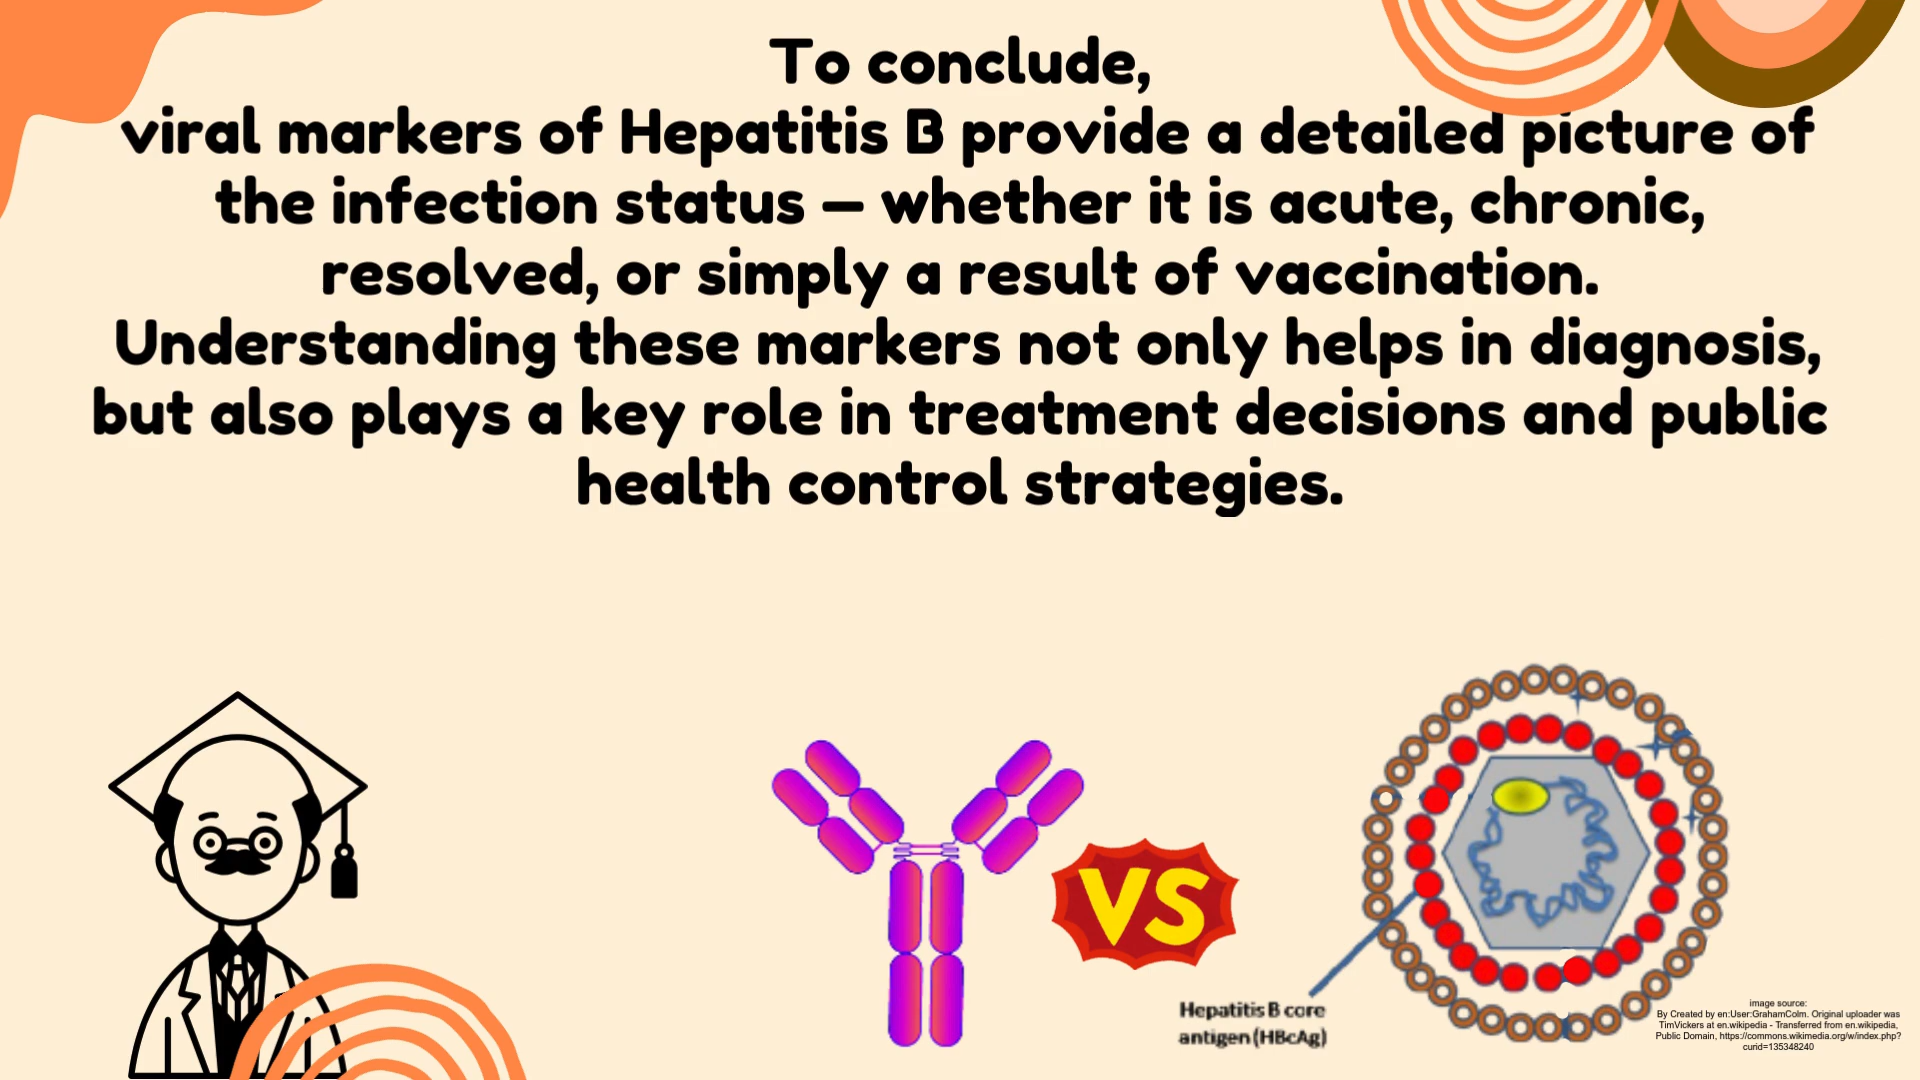 To conclude,
viral markers of Hepatitis B provide a detailed picture of
the infection status — whether it is acute, chronic,
resolved, or simply a result of vaccination.
Understanding these markers not only helps in diagnosis,
but also plays a key role in treatment decisions and public
health control strategies.
VS
Hepatitis B core
antigen (HBcAg)
image source:
By Created by en:User:GrahamColm. Original uploader was
TimVickers at en.wikipedia - Transferred from en.wikipedia,
Public Domain, https://commons.wikimedia.org/w/index.php?
curid=135348240